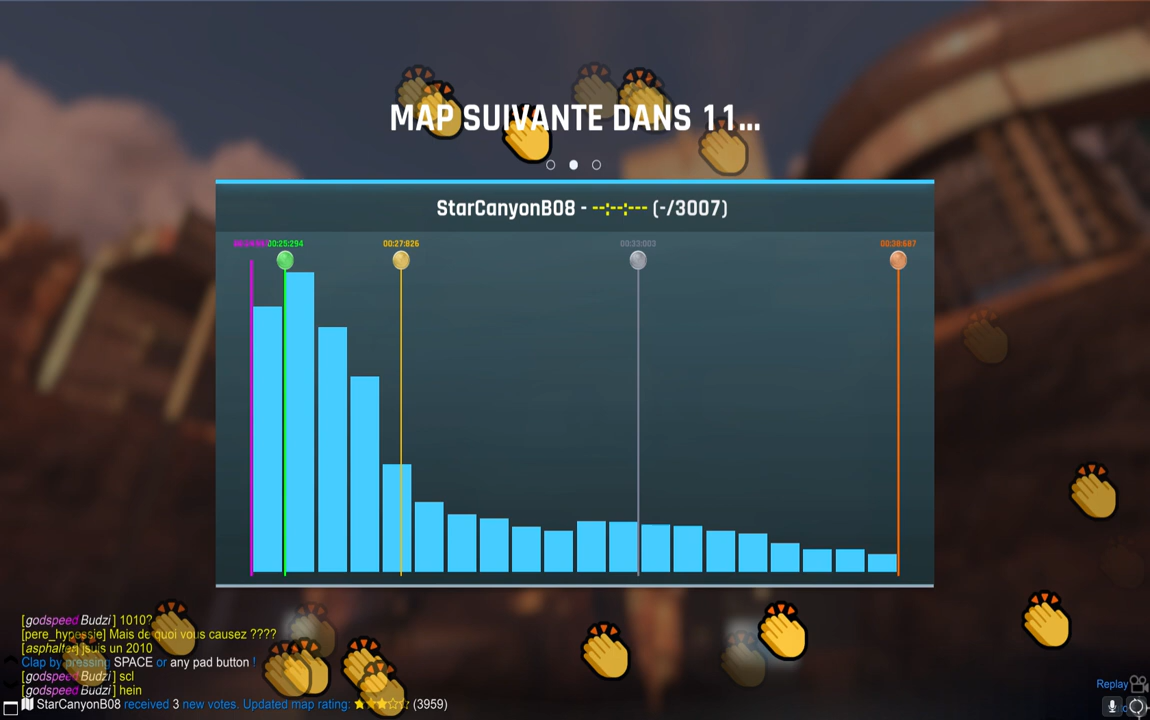 MAP SUIVANTE DANS 11...
StarCanyonB08 - --:--:--- (-/3007)
00:25:294 00:27:826 00:33:003 00:38:687
[godspeed Budzi] 1010?
[pere_hypessie] Mais de quoi vous causez ????
[asphalter] jsuis un 2010
Clap by pressing SPACE or any pad button !
[godspeed Budzi] scl
[godspeed Budzi] hein
StarCanyonB08 received 3 new votes. Updated map rating: (3959)
Replay